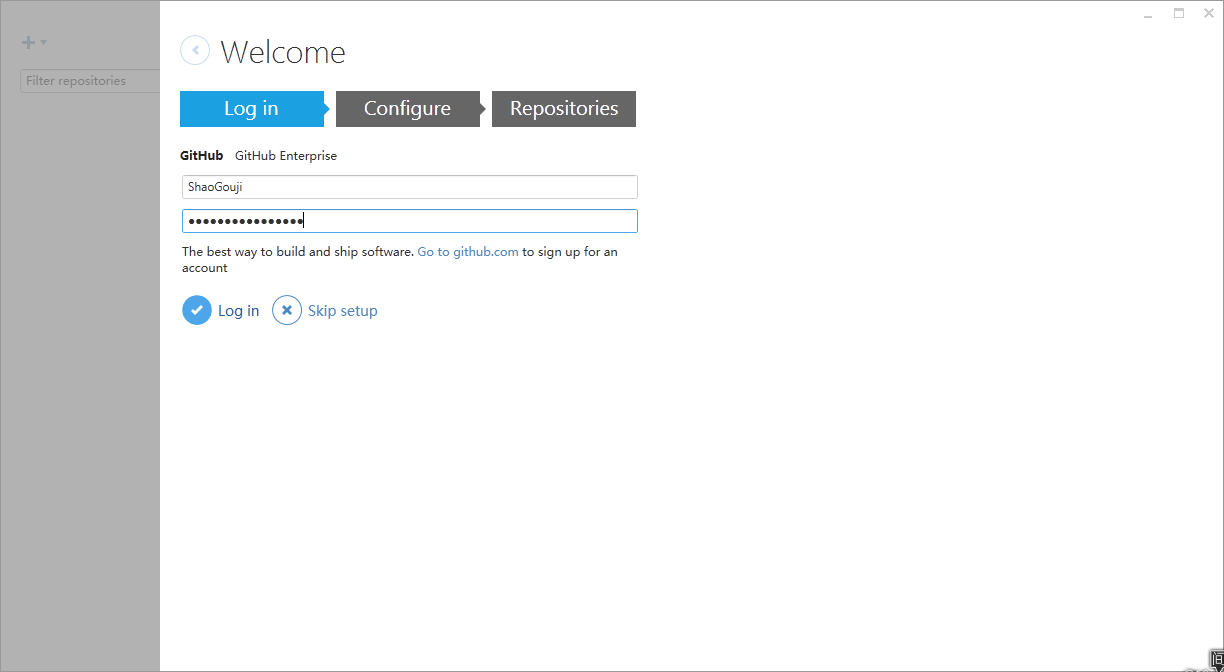 Filter repositories
Welcome
Log in
Configure
Repositories
GitHub GitHub Enterprise
ShaoGouji
The best way to build and ship software. Go to github.com to sign up for an
account
Log in
Skip setup